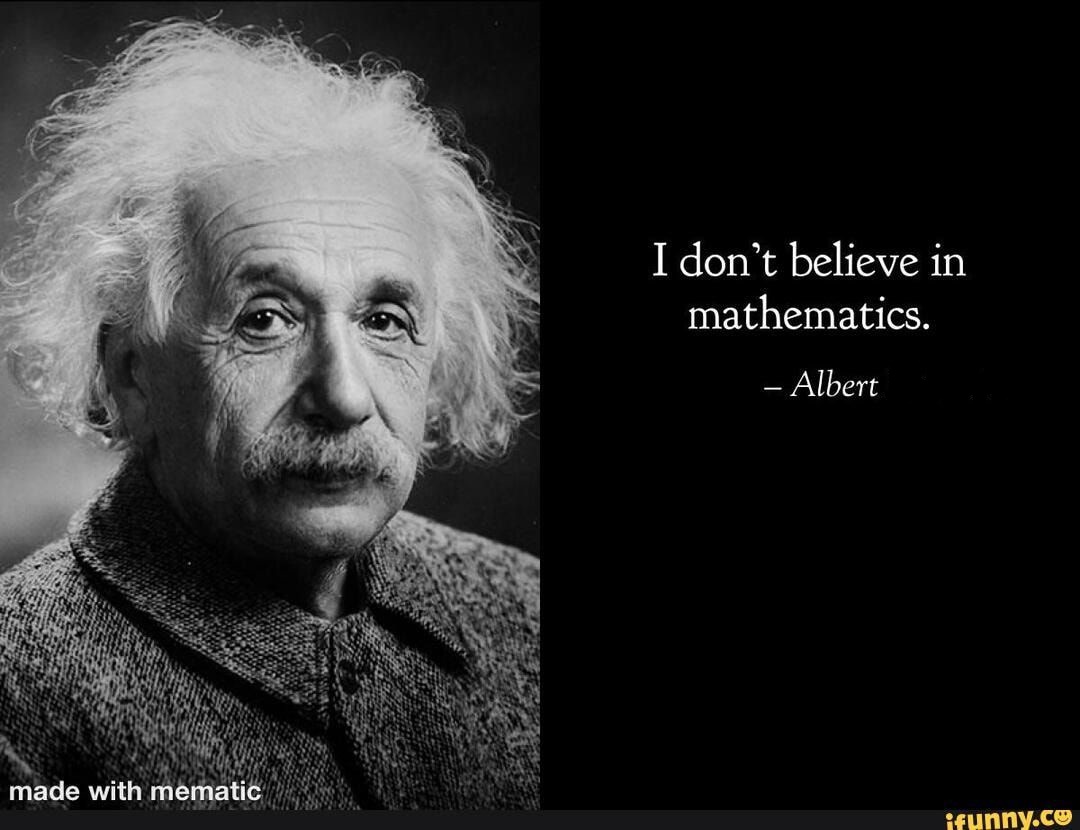 I don't believe in
mathematics.
– Albert
made with mematic
ifunny.co